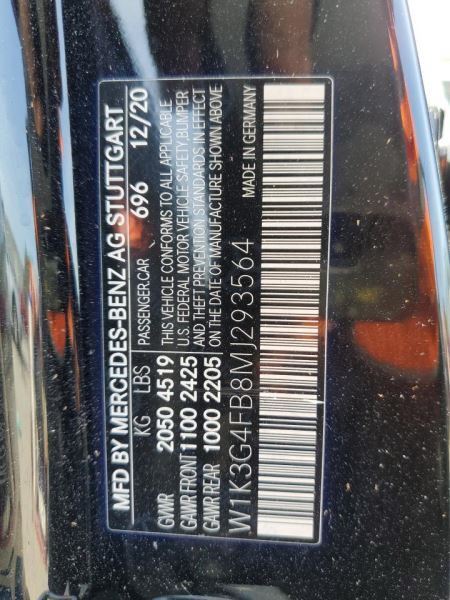 MFD BY MERCEDES-BENZ AG STUTTGART
KG LBS 696 12/20
PASSENGER CAR
GWR 2050 4519 THIS VEHICLE CONFORMS TO ALL APPLICABLE
U.S. FEDERAL MOTOR VEHICLE SAFETY, BUMPER
GAWR FRONT 1100 2425 AND THEFT PREVENTION STANDARDS IN EFFECT
GAWR REAR 1000 2205 ON THE DATE OF MANUFACTURE SHOWN ABOVE
W1K3G4FB8MJ293564 MADE IN GERMANY